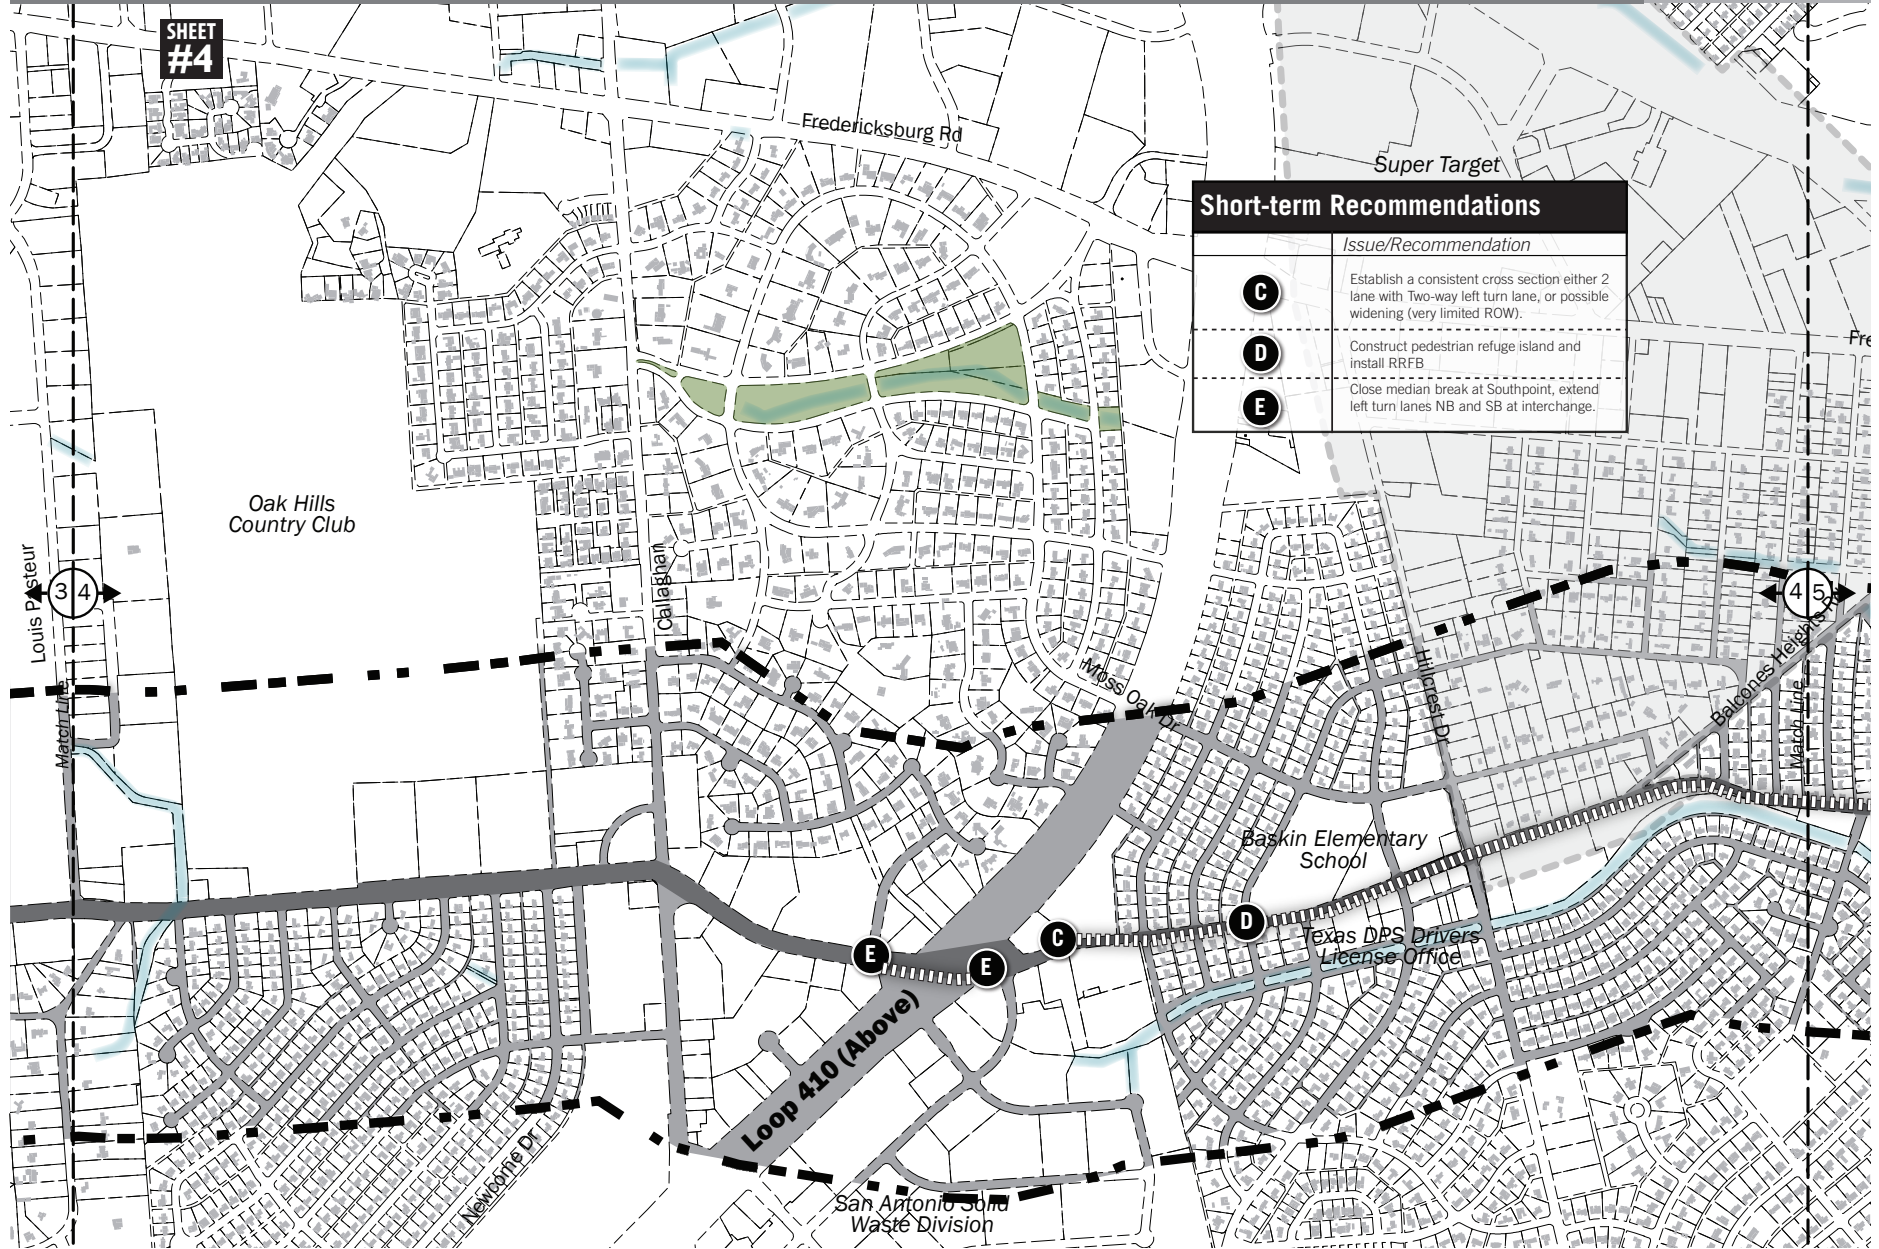 SHEET
#4
Fredericksburg Rd
Super Target
Short-term Recommendations
Issue/Recommendation
C
Establish a consistent cross section either 2
lane with Two-way left turn lane, or possible
widening (very limited ROW).
D
Construct pedestrian refuge island and
install RRFB
E
Close median break at Southpoint, extend
left turn lanes NB and SB at interchange.
Fre
Oak Hills
Country Club
Louis Pasteur
3 4
Callaghan
4 5
Balcones Heights Rd
Match Line
Match Line
Moss Oak Dr
Hillcrest Dr
Baskin Elementary
School
D
C
E
E
Texas DPS Drivers
License Office
Loop 410 (Above)
Newcome Dr
San Antonio Solid
Waste Division